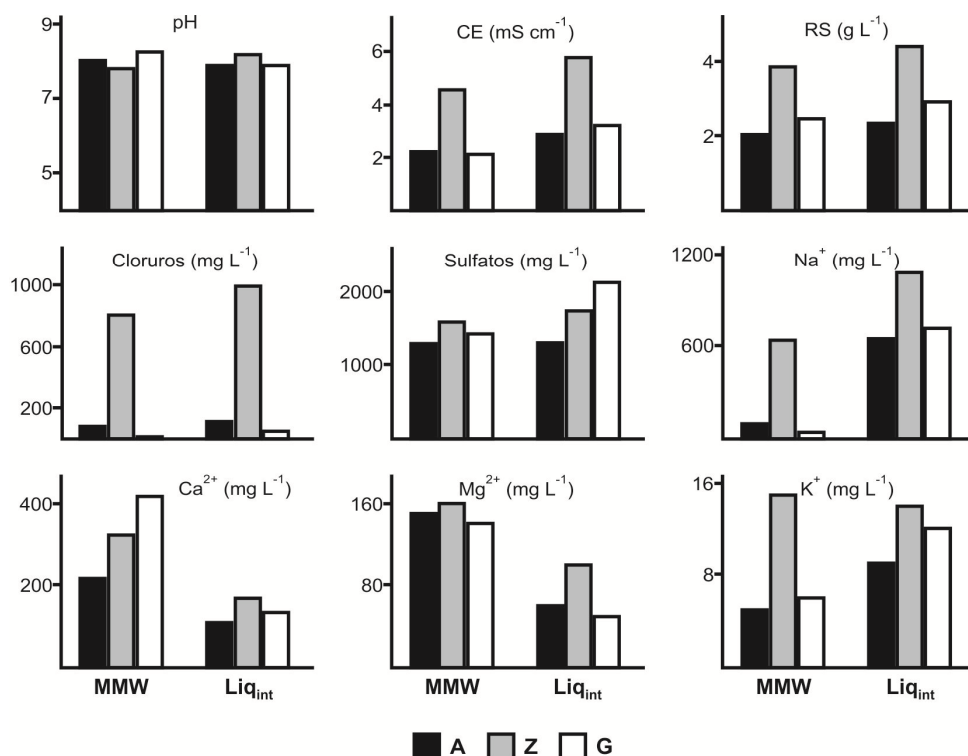 pH
9
7
5
CE (mS cm⁻¹)
6
4
2
RS (g L⁻¹)
4
2
Cloruros (mg L⁻¹)
1000
600
200
Sulfatos (mg L⁻¹)
2000
1000
Na⁺ (mg L⁻¹)
1200
600
Ca²⁺ (mg L⁻¹)
400
200
MMW Liqint
Mg²⁺ (mg L⁻¹)
160
80
MMW Liqint
K⁺ (mg L⁻¹)
16
8
MMW Liqint
A Z G